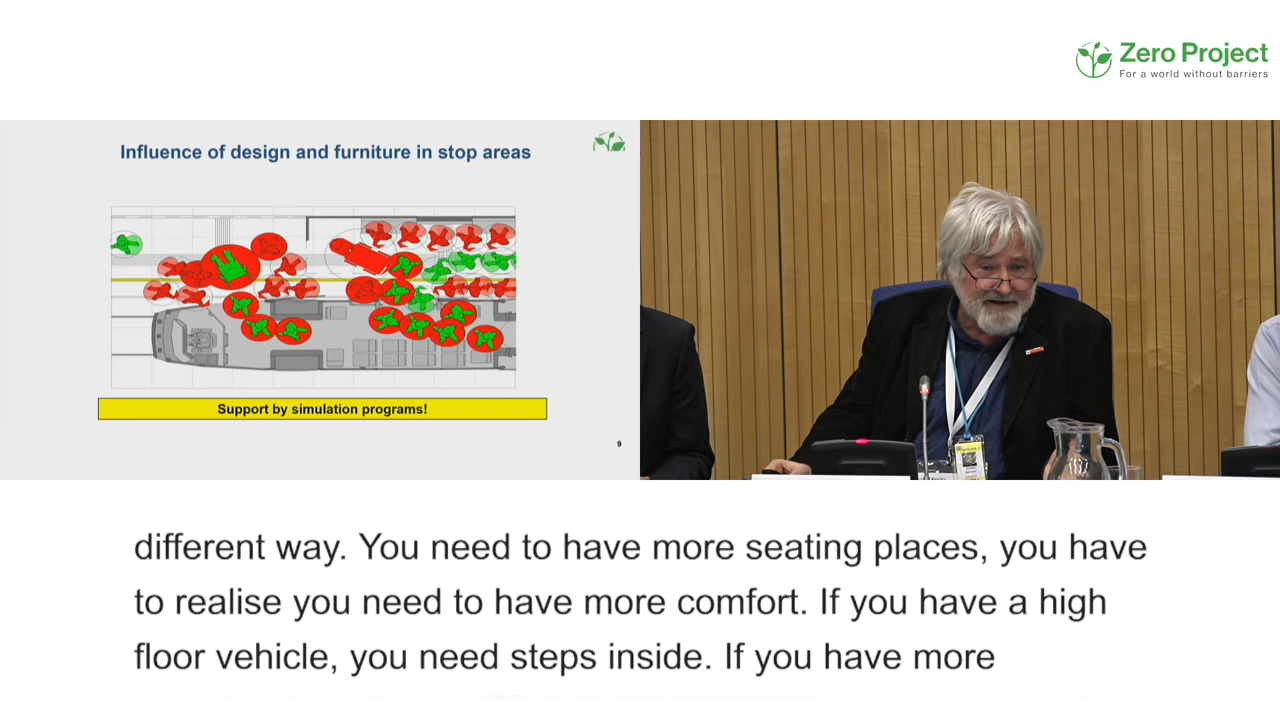 Zero Project
For a world without barriers
Influence of design and furniture in stop areas
Support by simulation programs!
9
different way. You need to have more seating places, you have
to realise you need to have more comfort. If you have a high
floor vehicle, you need steps inside. If you have more